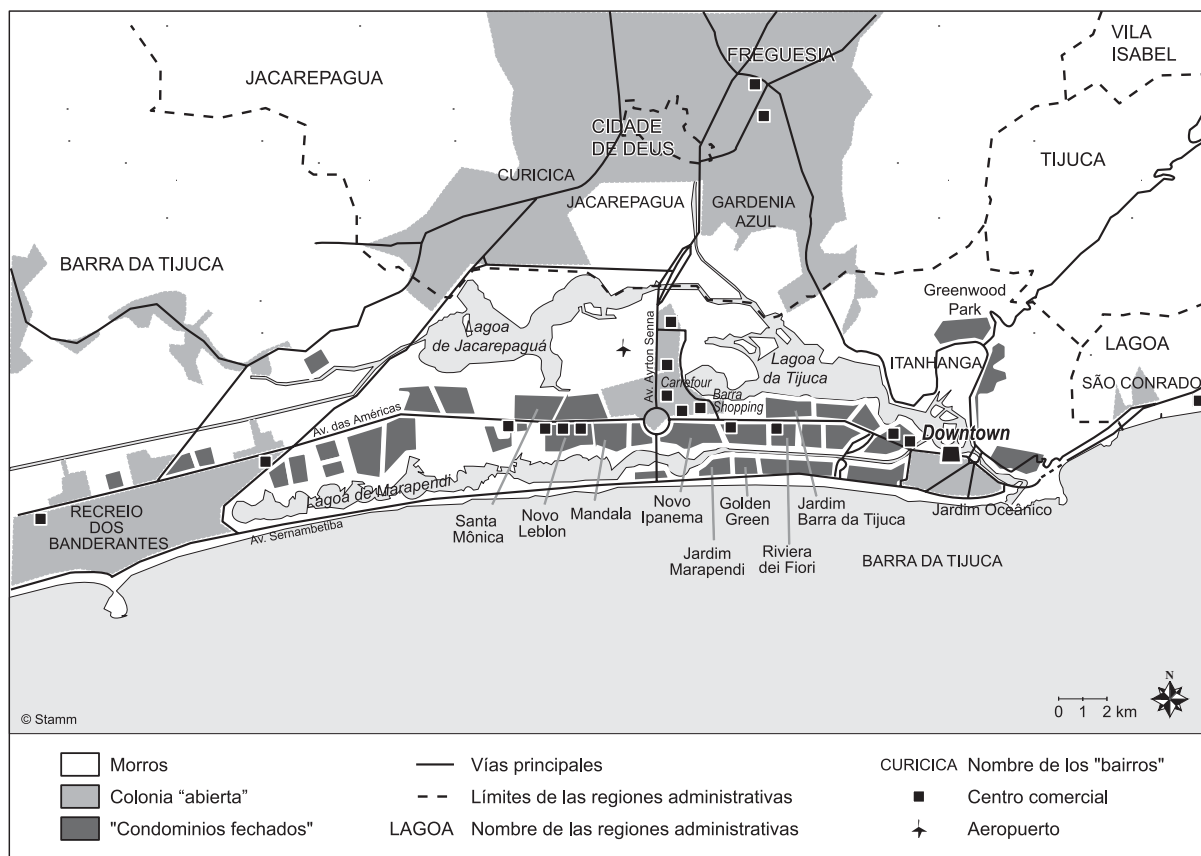 VILA
ISABEL
FREGUESIA
JACAREPAGUA
CIDADE
DE DEUS
TIJUCA
CURICICA
JACAREPAGUA
GARDENIA
AZUL
BARRA DA TIJUCA
Greenwood
Park
Lagoa
de Jacarepaguá
Av. Ayrton Senna
Lagoa
da Tijuca
LAGOA
ITANHANGA
SÃO CONRADO
Carrefour
Barra
Shopping
Av. das Américas
Downtown
Lagoa de Marapendi
RECREIO
DOS
BANDERANTES
Av. Sernambetiba
Santa
Mônica
Novo
Leblon
Mandala
Novo
Ipanema
Golden
Green
Jardim
Barra da Tijuca
Jardim Oceânico
Jardim
Marapendi
Riviera
dei Fiori
BARRA DA TIJUCA
N
0 1 2 km
© Stamm
Morros
Colonia “abierta”
"Condominios fechados"
Vías principales
Límites de las regiones administrativas
LAGOA Nombre de las regiones administrativas
CURICICA Nombre de los "bairros"
Centro comercial
Aeropuerto